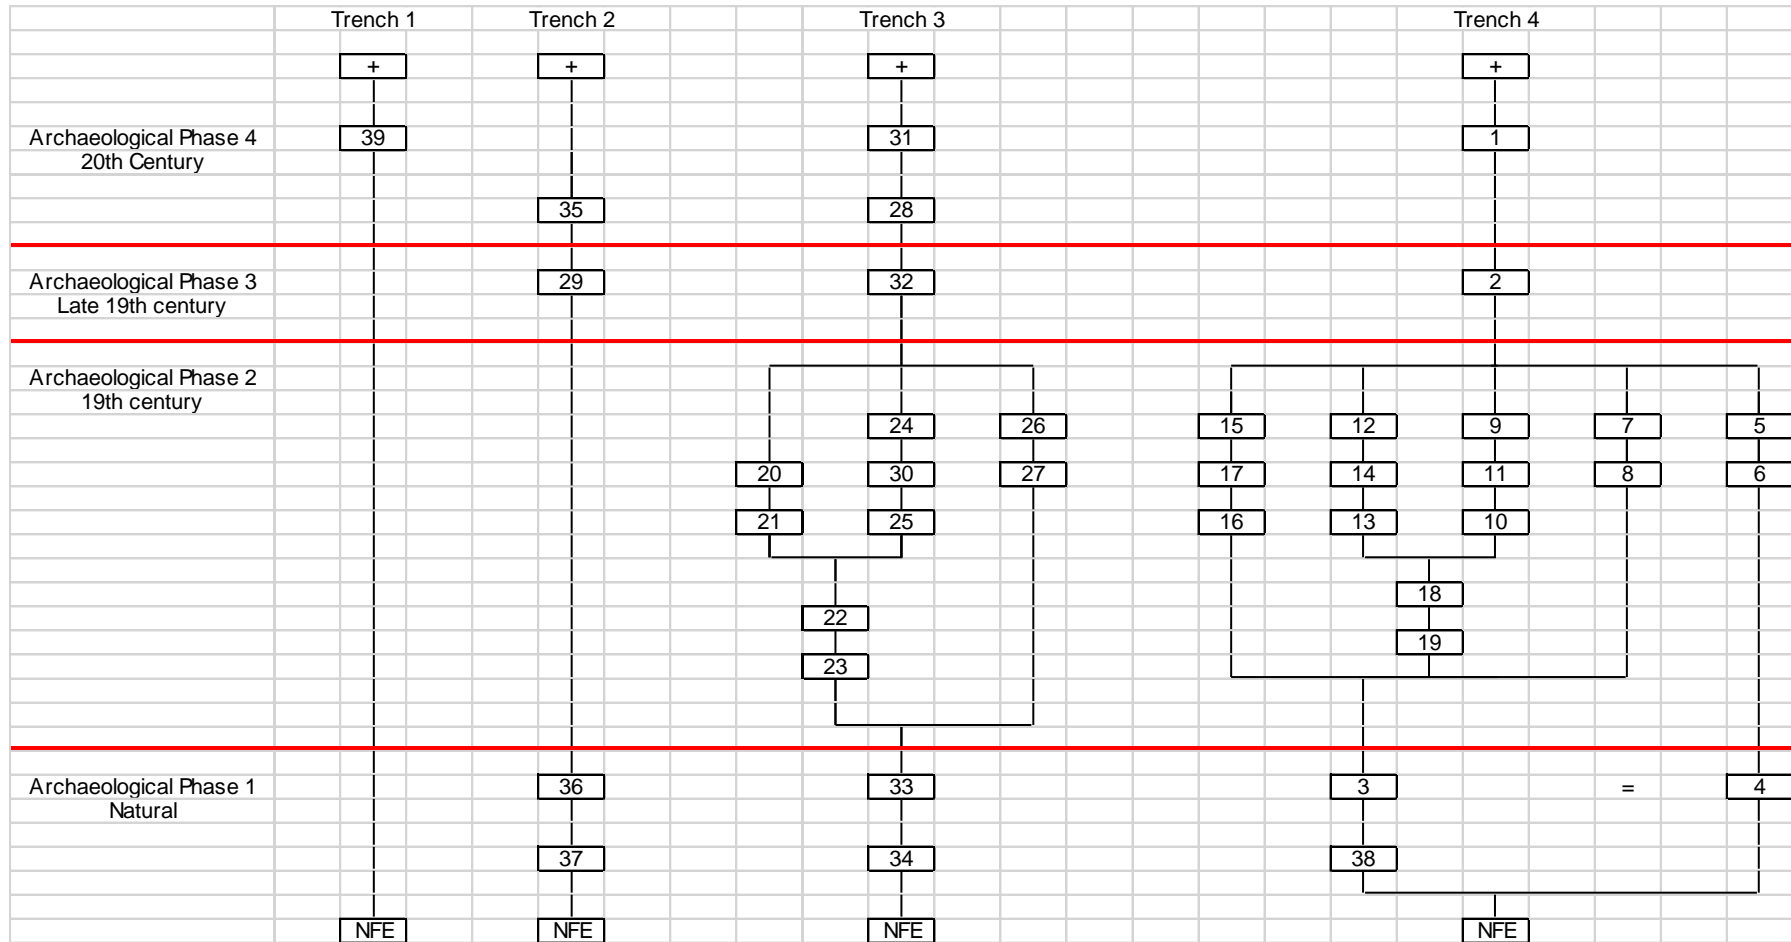 Trench 1 Trench 2 Trench 3 Trench 4
+ + + +
Archaeological Phase 4 39 31 1
20th Century
35 28
Archaeological Phase 3 29 32 2
Late 19th century
Archaeological Phase 2
19th century
24 26 15 12 9 7 5
20 30 27 17 14 11 8 6
21 25 16 13 10
18
22
19
23
Archaeological Phase 1 36 33 3 = 4
Natural
37 34 38
NFE NFE NFE NFE